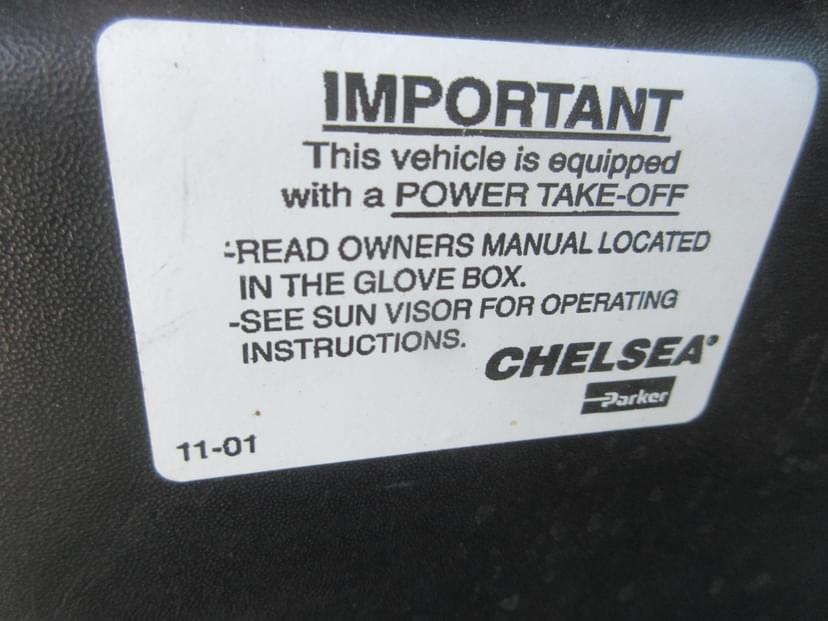 IMPORTANT
This vehicle is equipped
with a POWER TAKE-OFF
-READ OWNERS MANUAL LOCATED
IN THE GLOVE BOX.
-SEE SUN VISOR FOR OPERATING
INSTRUCTIONS.
CHELSEA®
Parker
11-01